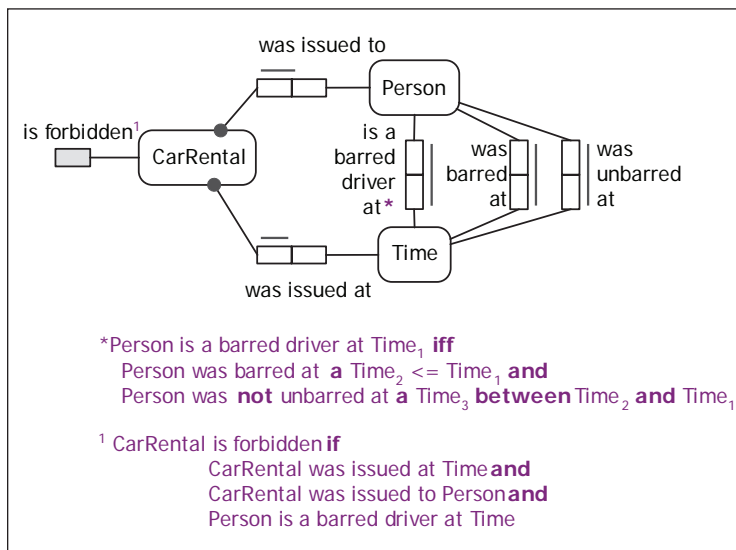 was issued to
Person
is forbidden¹
CarRental
is a
barred
driver
at*
was
barred
at
was
unbarred
at
Time
was issued at
*Person is a barred driver at Time₁ iff
Person was barred at a Time₂ <= Time₁ and
Person was not unbarred at a Time₃ between Time₂ and Time₁
¹ CarRental is forbidden if
CarRental was issued at Time and
CarRental was issued to Person and
Person is a barred driver at Time